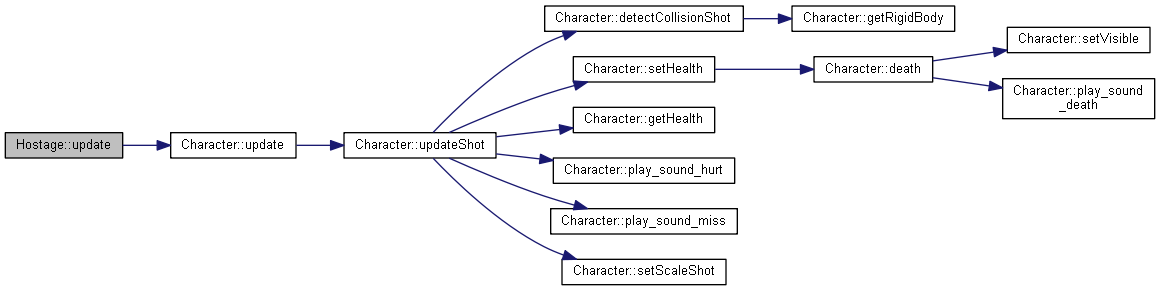 Hostage::update
Character::update
Character::updateShot
Character::detectCollisionShot
Character::getRigidBody
Character::setHealth
Character::death
Character::setVisible
Character::play_sound
_death
Character::getHealth
Character::play_sound_hurt
Character::play_sound_miss
Character::setScaleShot